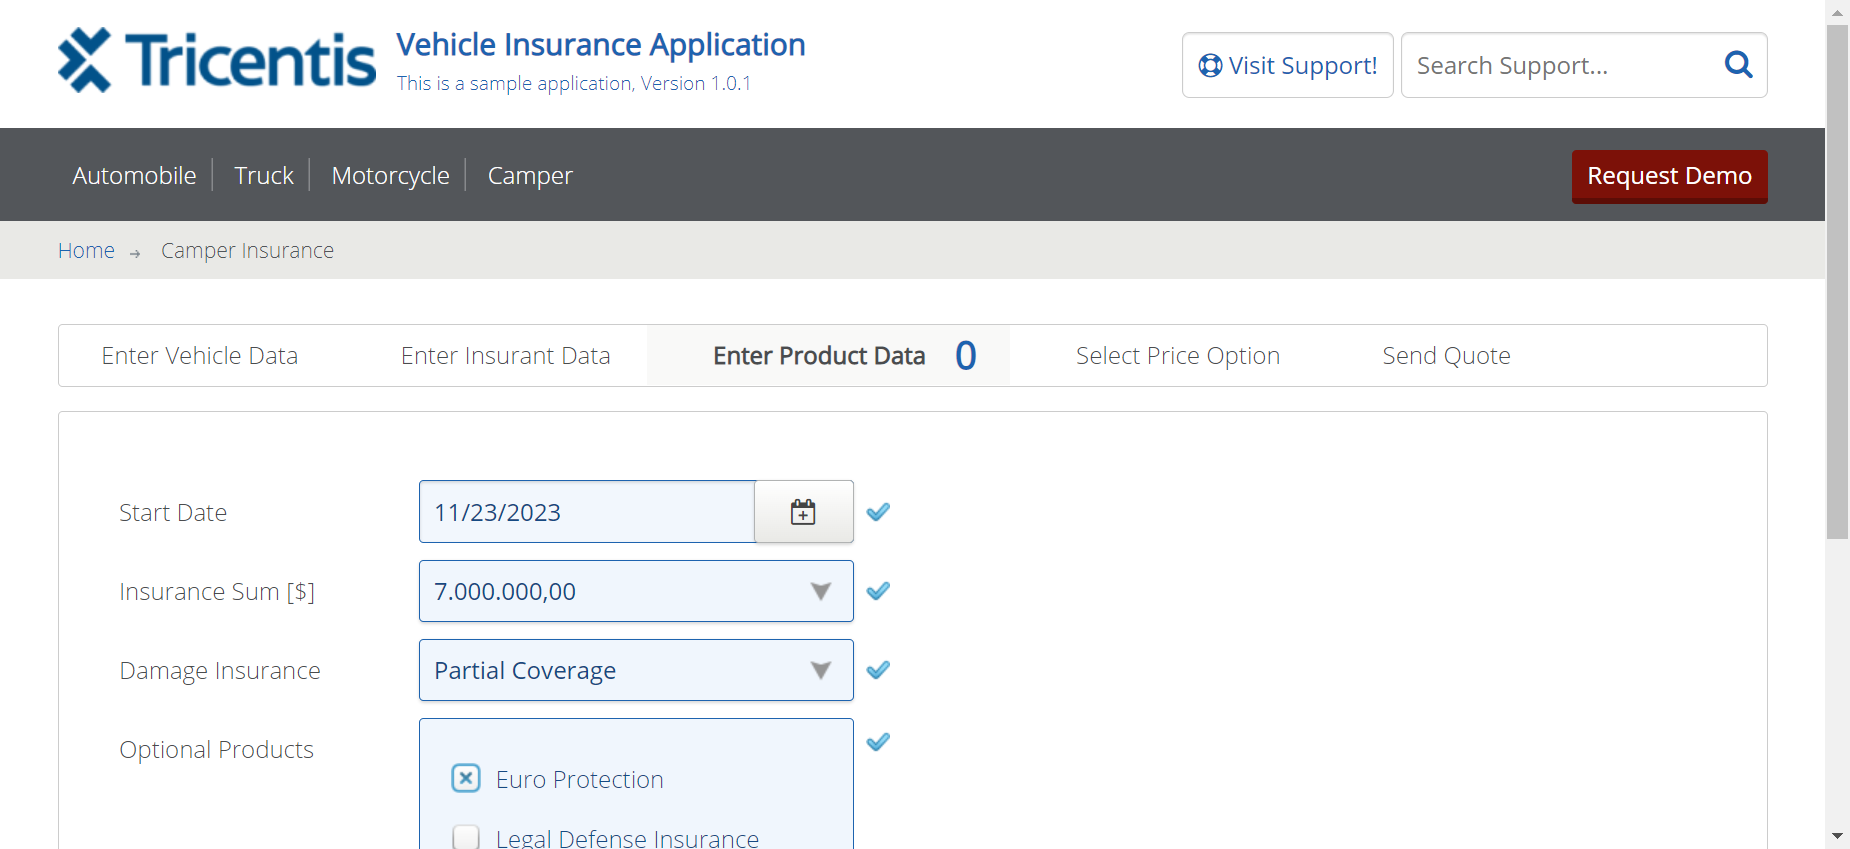 Tricentis
Vehicle Insurance Application
This is a sample application, Version 1.0.1
Visit Support!
Search Support...
Automobile
Truck
Motorcycle
Camper
Request Demo
Home
Camper Insurance
Enter Vehicle Data
Enter Insurant Data
Enter Product Data 0
Select Price Option
Send Quote
Start Date
11/23/2023
Insurance Sum [$]
7.000.000,00
Damage Insurance
Partial Coverage
Optional Products
Euro Protection
Legal Defense Insurance